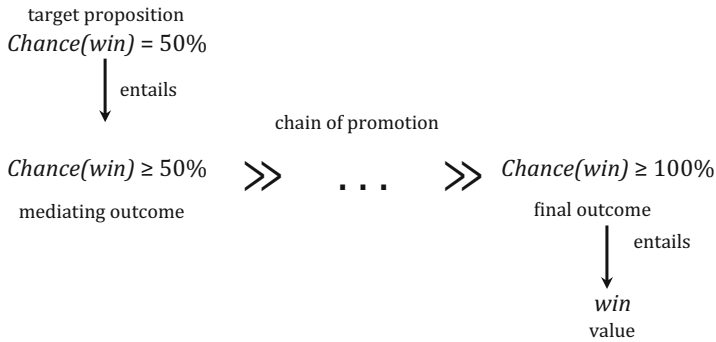 target proposition
Chance(win) = 50%
entails
chain of promotion
Chance(win) ≥ 50% ≫ ... ≫ Chance(win) ≥ 100%
mediating outcome
final outcome
entails
win
value